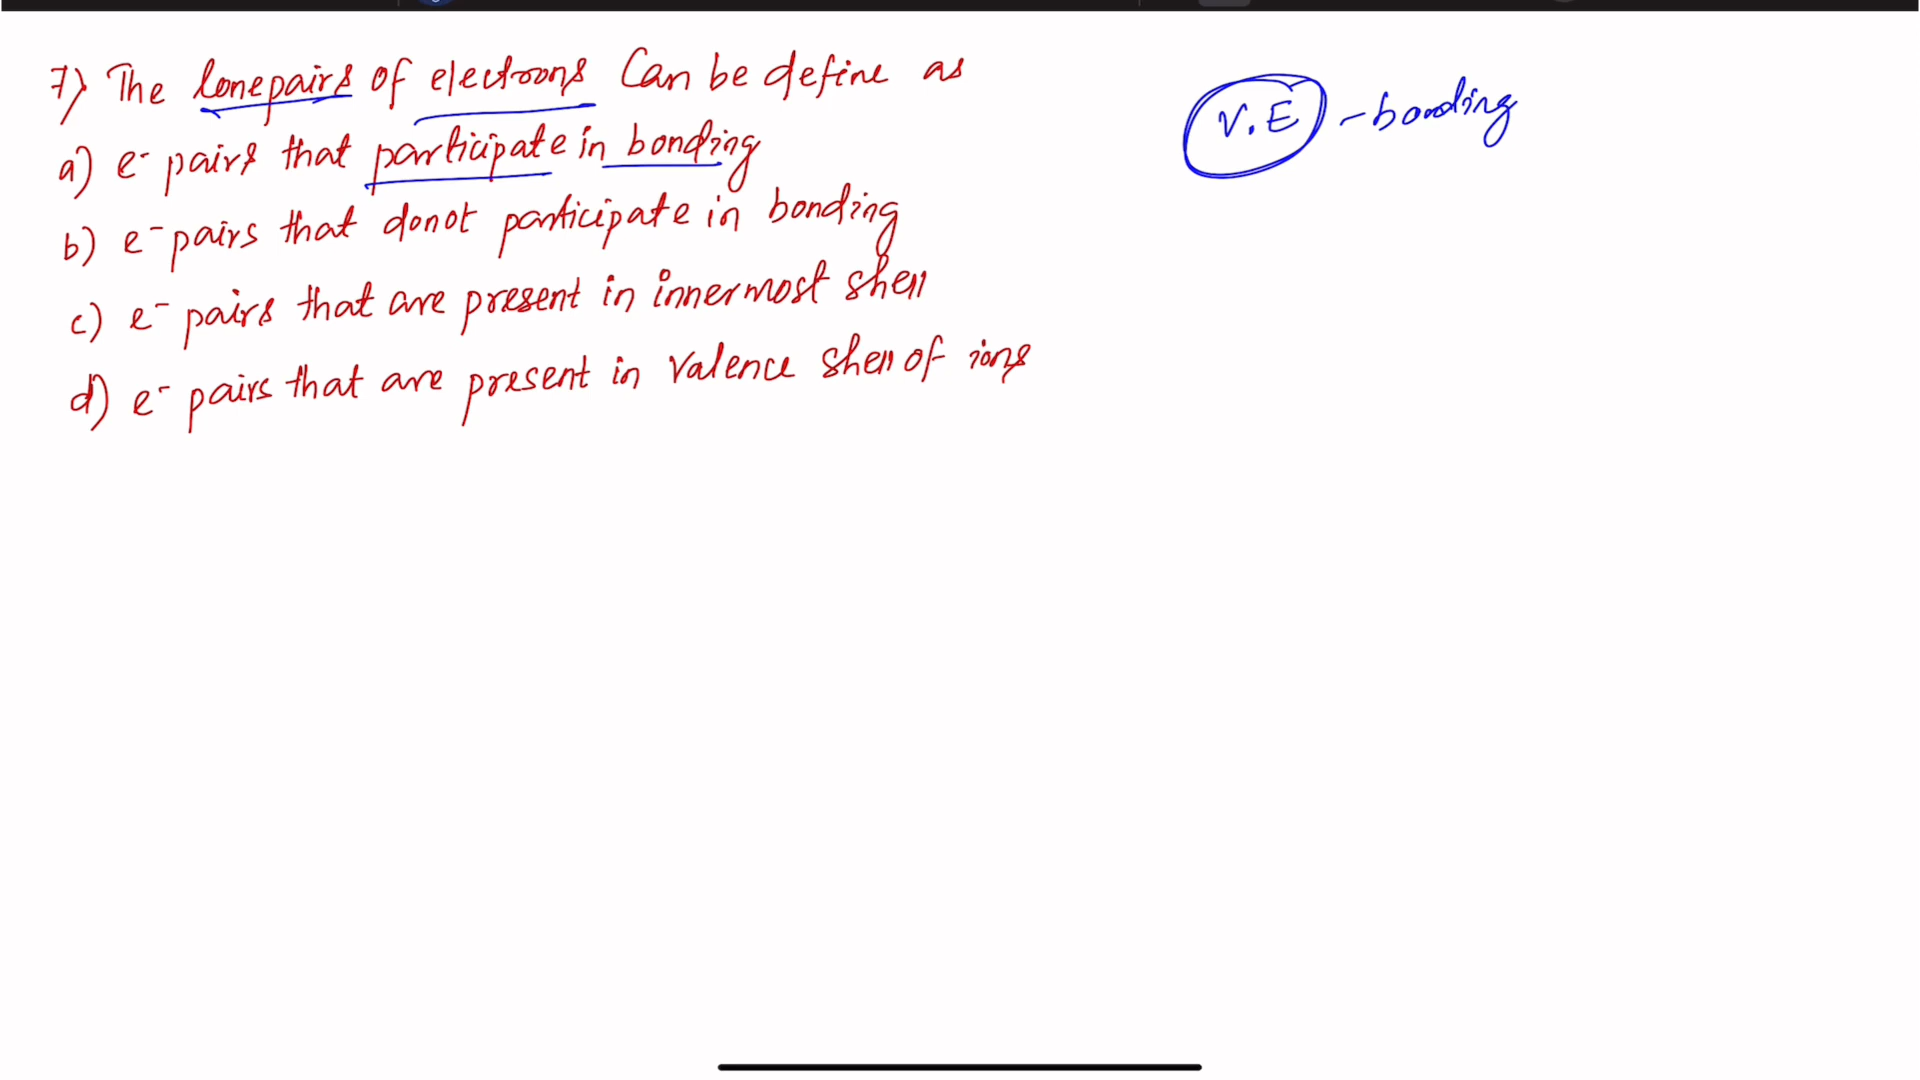 7) The lonepairs of electrons Can be define as
a) e⁻ pairs that participate in bonding
b) e⁻ pairs that donot participate in bonding
c) e⁻ pairs that are present in innermost shell
d) e⁻ pairs that are present in valence shell of ions
V.E - bonding